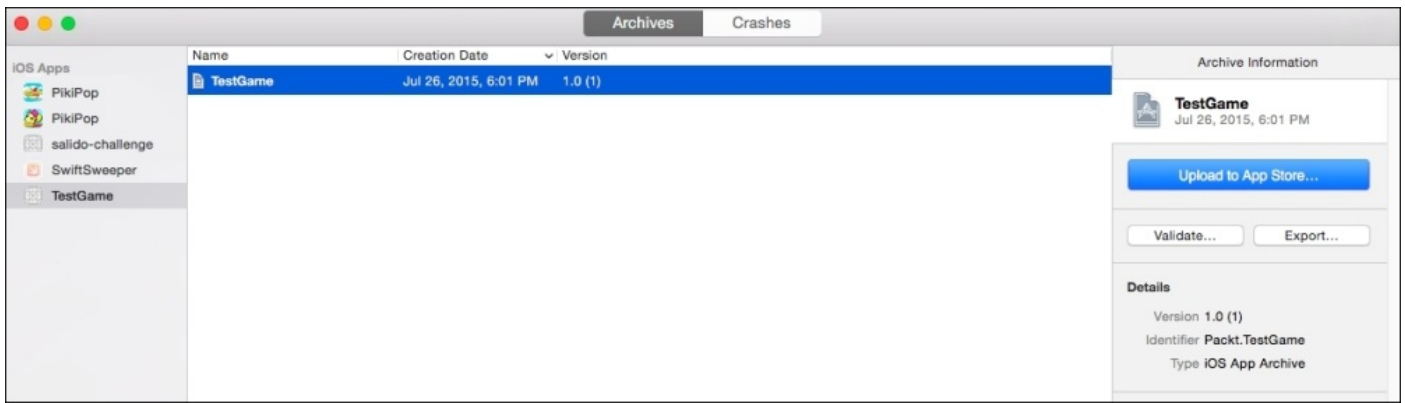 Archives Crashes
iOS Apps
PikiPop
PikiPop
salido-challenge
SwiftSweeper
TestGame
Name Creation Date Version
TestGame Jul 26, 2015, 6:01 PM 1.0 (1)
Archive Information
TestGame
Jul 26, 2015, 6:01 PM
Upload to App Store...
Validate... Export...
Details
Version 1.0 (1)
Identifier Packt.TestGame
Type iOS App Archive